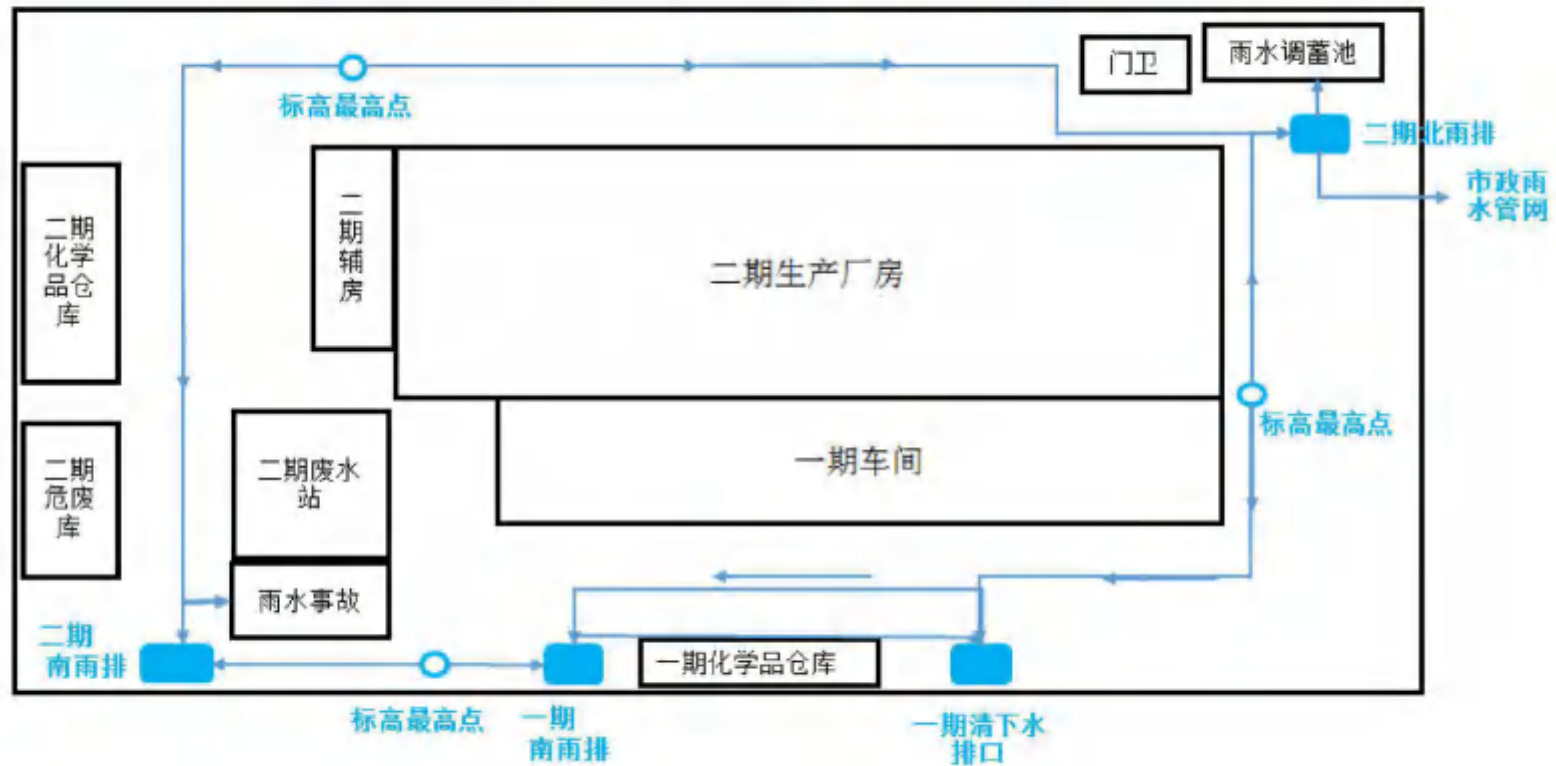 门卫
雨水调蓄池
标高最高点
二期北雨排
市政雨
水管网
二期
化学
品仓
库
二
期
辅
房
二期生产厂房
标高最高点
一期车间
二期
危废
库
二期废水
站
雨水事故
二期
南雨排
一期化学品仓库
标高最高点
一期
南雨排
一期清下水
排口